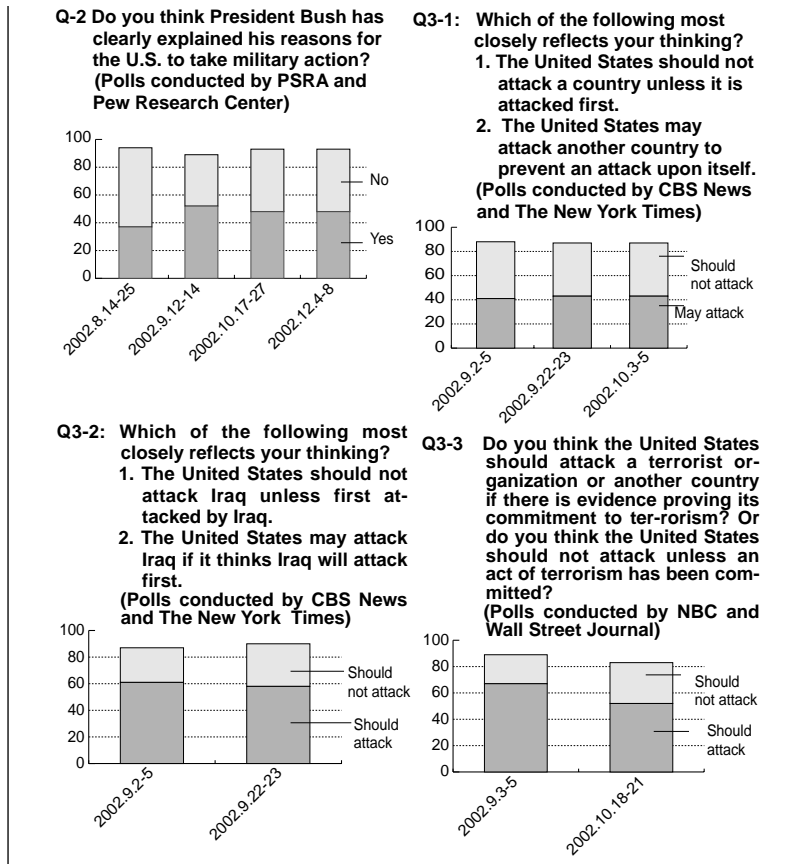 Q-2 Do you think President Bush has
clearly explained his reasons for
the U.S. to take military action?
(Polls conducted by PSRA and
Pew Research Center)
100
80
60
40
20
0
No
Yes
2002.8.14-25
2002.9.12-14
2002.10.17-27
2002.12.4-8
Q3-1: Which of the following most
closely reflects your thinking?
1. The United States should not
attack a country unless it is
attacked first.
2. The United States may
attack another country to
prevent an attack upon itself.
(Polls conducted by CBS News
and The New York Times)
100
80
60
40
20
0
Should
not attack
May attack
2002.9.2-5
2002.9.22-23
2002.10.3-5
Q3-2: Which of the following most
closely reflects your thinking?
1. The United States should not
attack Iraq unless first at-
tacked by Iraq.
2. The United States may attack
Iraq if it thinks Iraq will attack
first.
(Polls conducted by CBS News
and The New York Times)
100
80
60
40
20
0
Should
not attack
Should
attack
2002.9.2-5
2002.9.22-23
Q3-3 Do you think the United States
should attack a terrorist or-
ganization or another country
if there is evidence proving its
commitment to ter-rorism? Or
do you think the United States
should not attack unless an
act of terrorism has been com-
mitted?
(Polls conducted by NBC and
Wall Street Journal)
100
80
60
40
20
0
Should
not attack
Should
attack
2002.9.3-5
2002.10.18-21